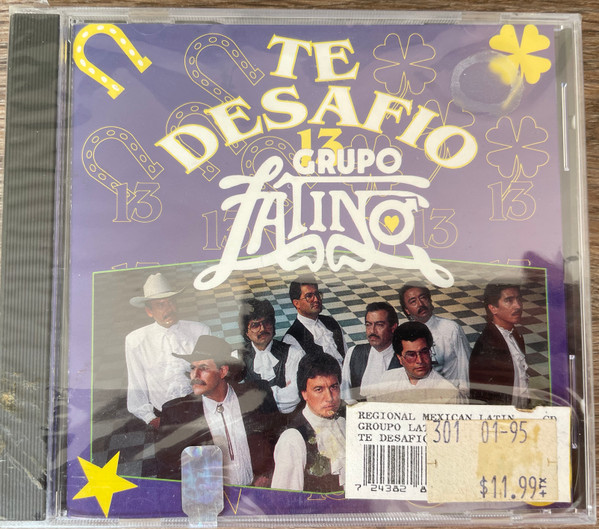 TE
DESAFIO
13
GRUPO
LATINO
13
13
13
13
REGIONAL MEXICAN LATIN CD
GROUPO LAT
TE DESAFIO
301 01-95
$11.99
7 24382 8